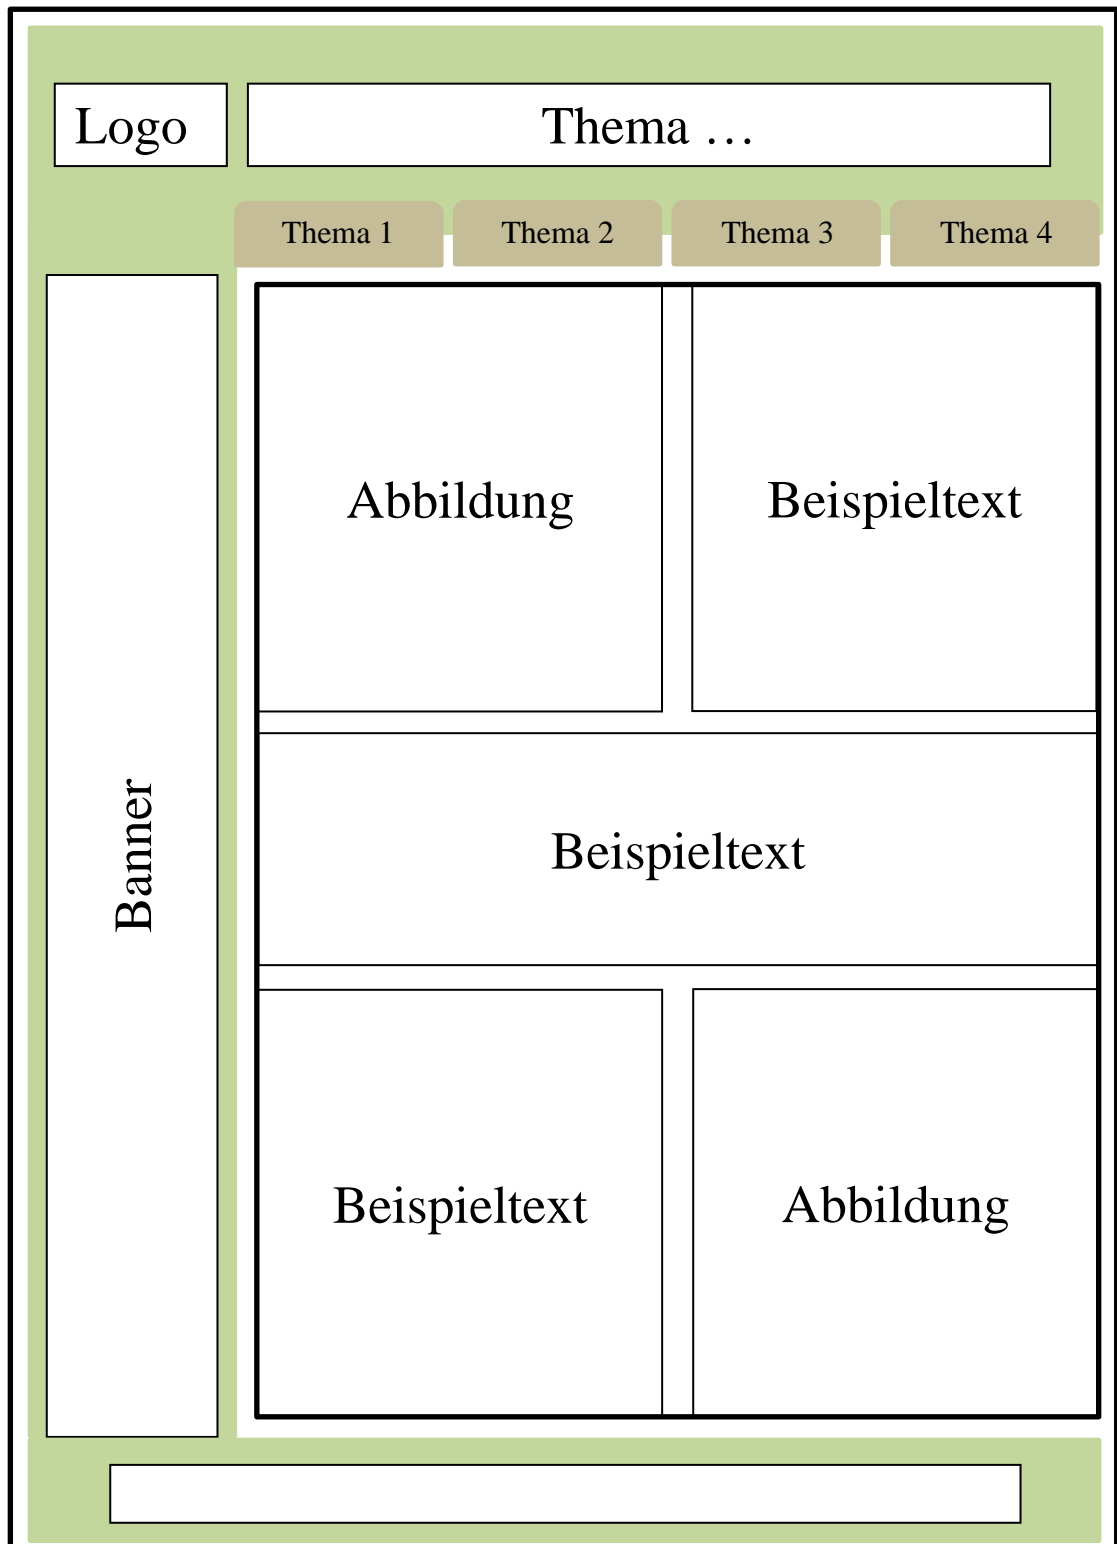 Logo
Thema …
Thema 1
Thema 2
Thema 3
Thema 4
Banner
Abbildung
Beispieltext
Beispieltext
Beispieltext
Abbildung